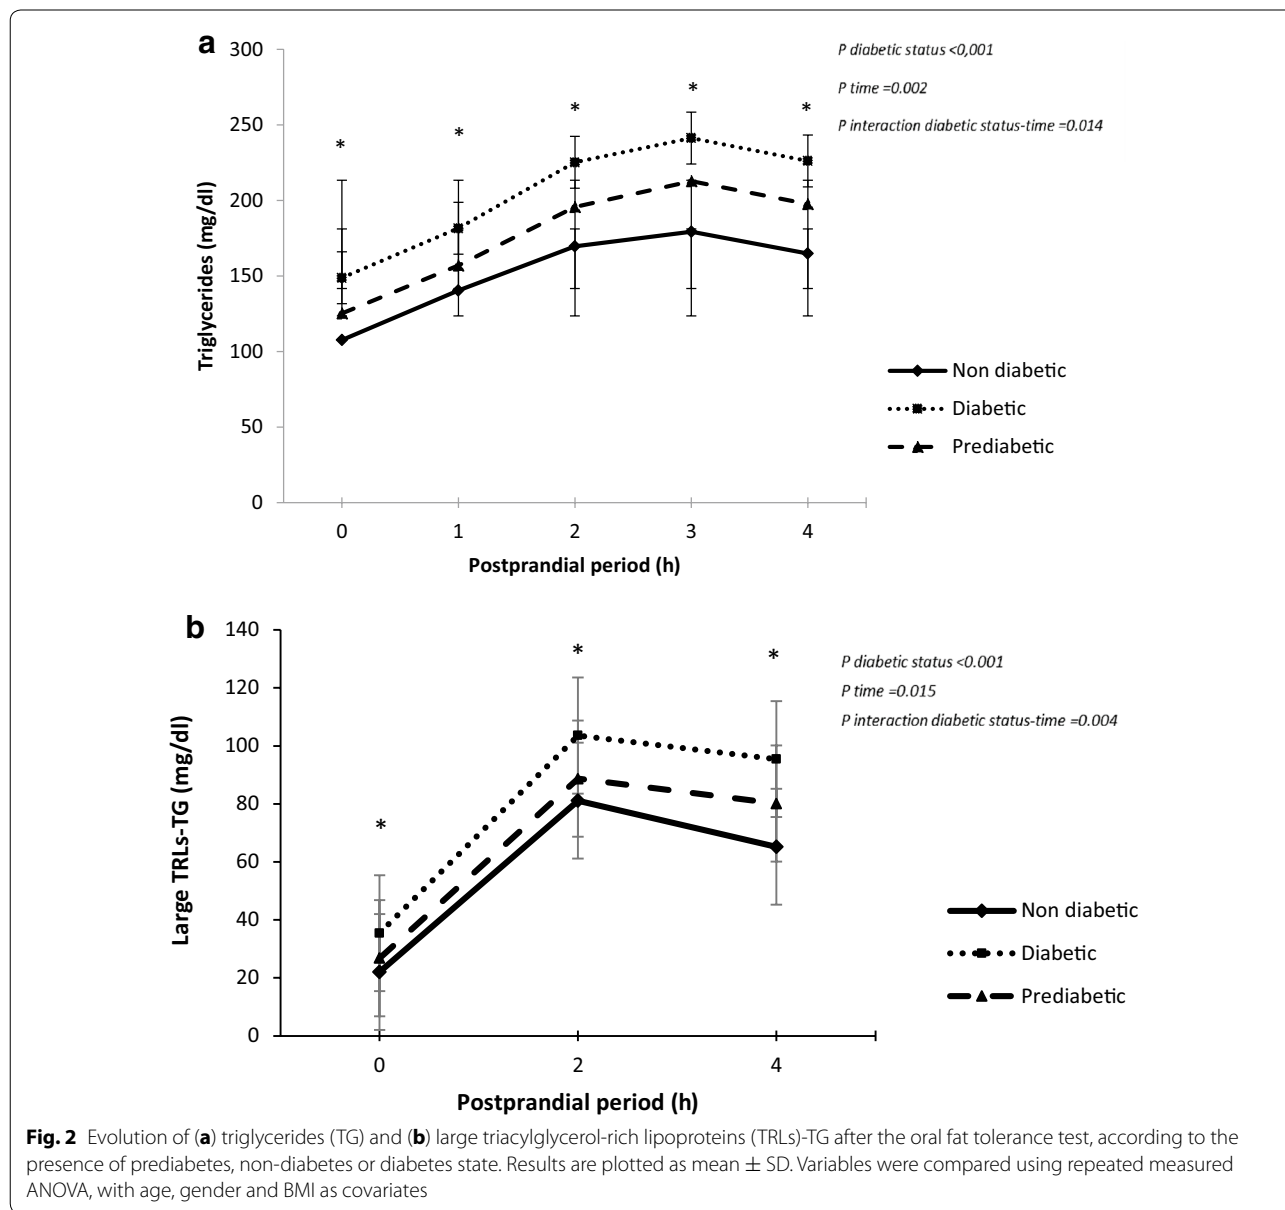 a
300
250
200
150
100
50
0
Triglycerides (mg/dl)
0 1 2 3 4
Postprandial period (h)
* * * * *
P diabetic status <0,001
P time =0.002
P interaction diabetic status-time =0.014
Non diabetic
Diabetic
Prediabetic
b
140
120
100
80
60
40
20
0
Large TRLs-TG (mg/dl)
0 2 4
Postprandial period (h)
* * *
P diabetic status <0.001
P time =0.015
P interaction diabetic status-time =0.004
Non diabetic
Diabetic
Prediabetic
Fig. 2 Evolution of (a) triglycerides (TG) and (b) large triacylglycerol-rich lipoproteins (TRLs)-TG after the oral fat tolerance test, according to the
presence of prediabetes, non-diabetes or diabetes state. Results are plotted as mean ± SD. Variables were compared using repeated measured
ANOVA, with age, gender and BMI as covariates